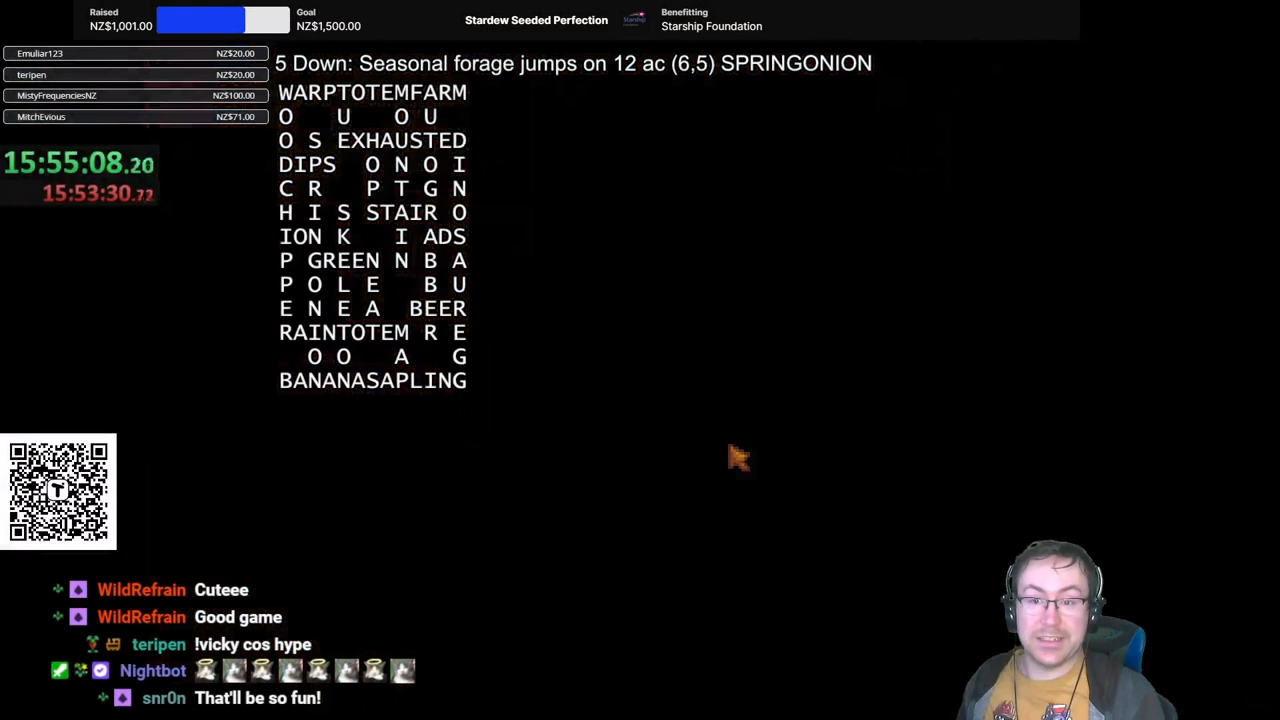 Raised
NZ$1,001.00
Goal
NZ$1,500.00
Stardew Seeded Perfection
Starship
Benefitting
Starship Foundation
Emuliar123 NZ$20.00
teripen NZ$20.00
MistyFrequenciesNZ NZ$100.00
MitchEvious NZ$71.00
15:55:08.20
15:53:30.72
5 Down: Seasonal forage jumps on 12 ac (6,5) SPRINGONION
WARPTOTEMFARM
O U O U
O S EXHAUSTED
DIPS O N O I
C R P T G N
H I S STAIR O
ION K I ADS
P GREEN N B A
P O L E B U
E N E A BEER
RAINTOTEM R E
O O A G
BANANASAPLING
T
WildRefrain Cuteee
WildRefrain Good game
teripen !vicky cos hype
Nightbot
snr0n That'll be so fun!